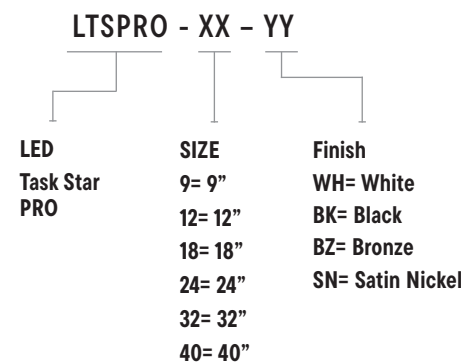 LTSPRO - XX – YY
LED
Task Star
PRO
SIZE
9= 9”
12= 12”
18= 18”
24= 24”
32= 32”
40= 40”
Finish
WH= White
BK= Black
BZ= Bronze
SN= Satin Nickel